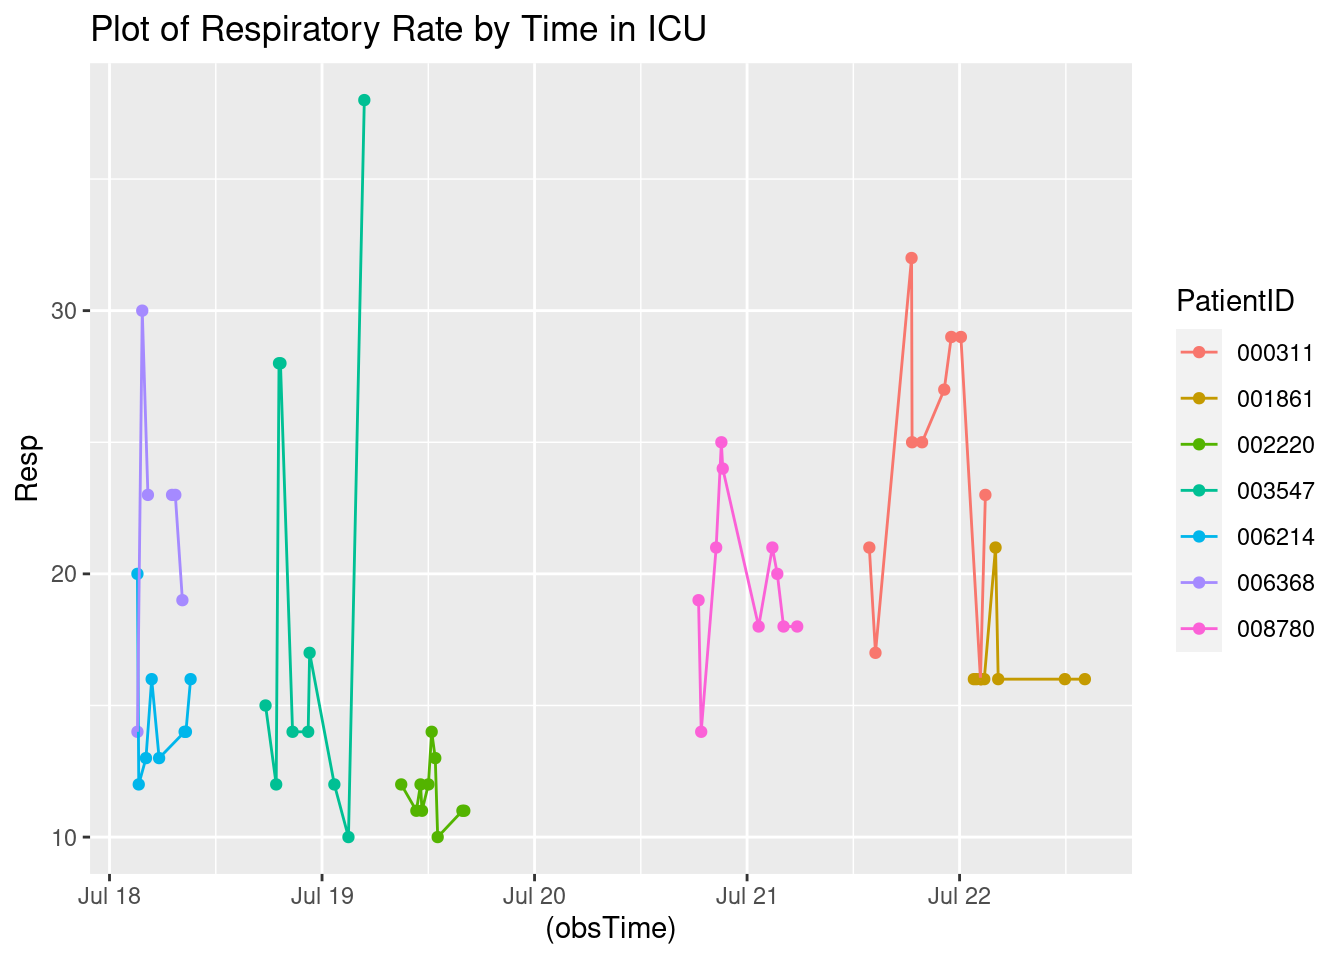 Plot of Respiratory Rate by Time in ICU
Resp
30
20
10
Jul 18
Jul 19
Jul 20
Jul 21
Jul 22
(obsTime)
PatientID
000311
001861
002220
003547
006214
006368
008780